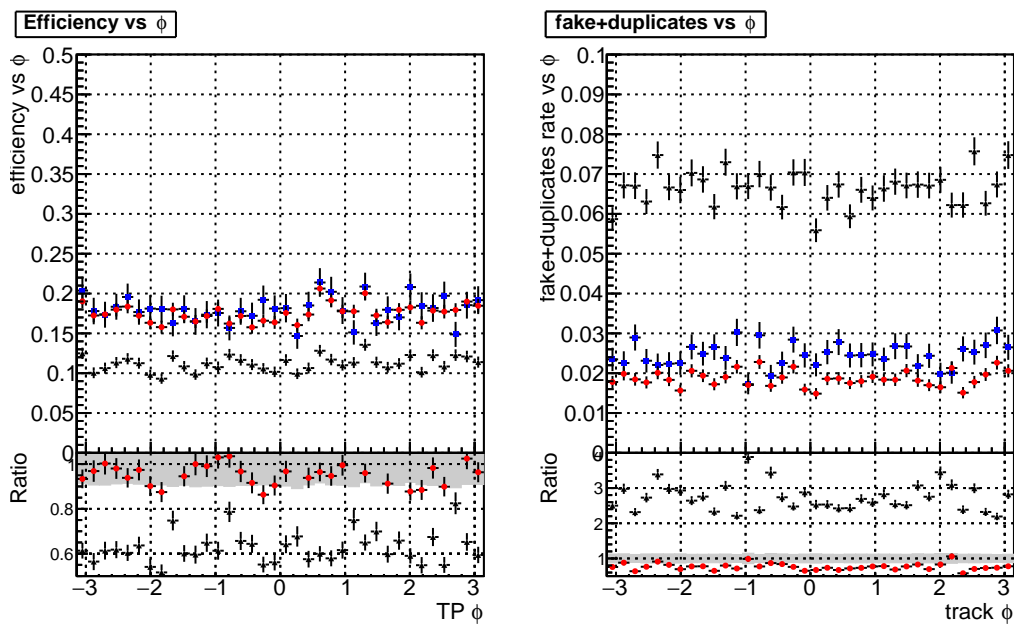 Efficiency vs ϕ
efficiency vs ϕ
0.5
0.45
0.4
0.35
0.3
0.25
0.2
0.15
0.1
0.05
0
Ratio
1
0.8
0.6
−3 −2 −1 0 1 2 3
TP ϕ
fake+duplicates vs ϕ
fake+duplicates rate vs ϕ
0.1
0.09
0.08
0.07
0.06
0.05
0.04
0.03
0.02
0.01
0
Ratio
3
2
1
−3 −2 −1 0 1 2 3
track ϕ